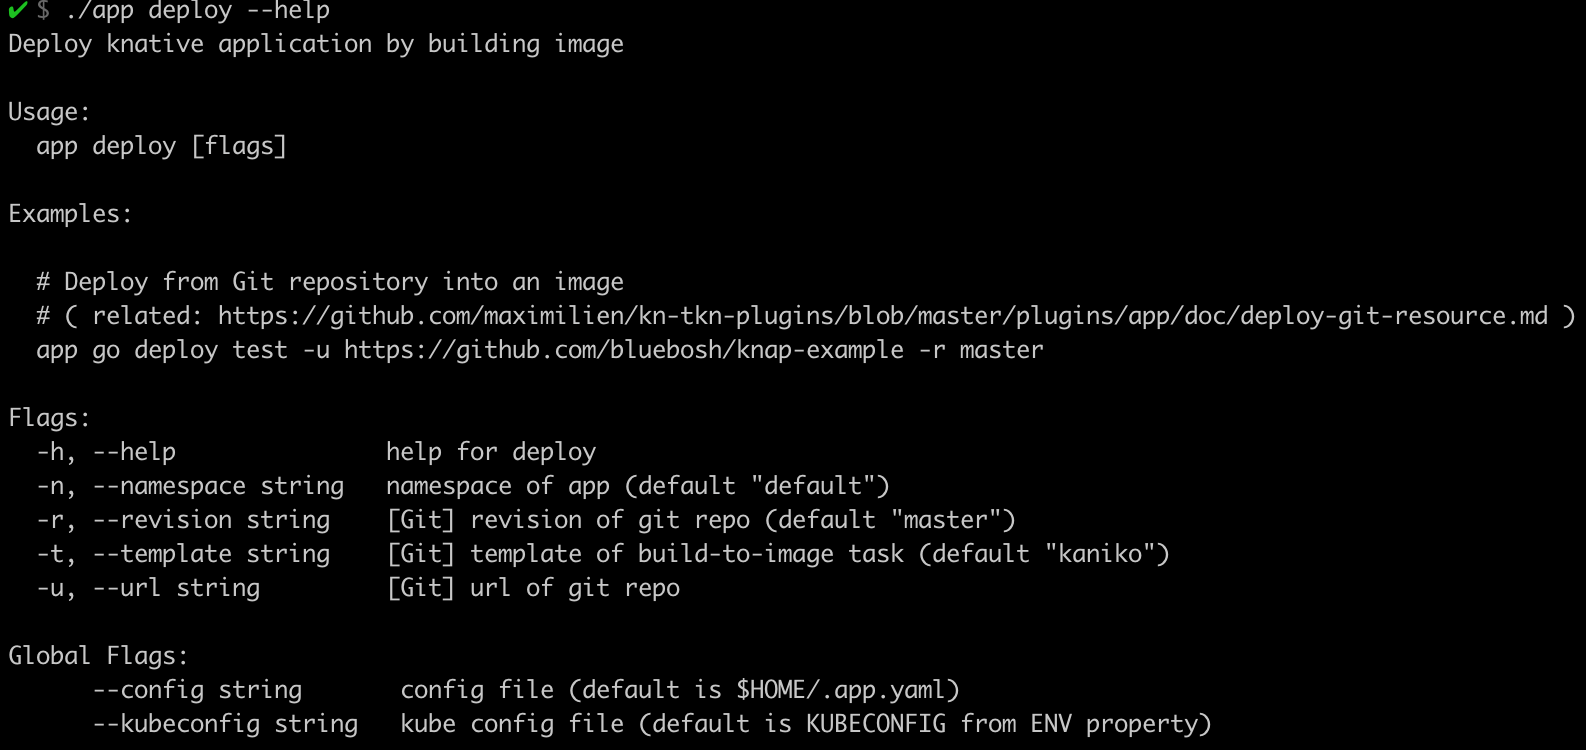 ✔ $ ./app deploy --help
Deploy knative application by building image

Usage:
  app deploy [flags]

Examples:

  # Deploy from Git repository into an image
  # ( related: https://github.com/maximilien/kn-tkn-plugins/blob/master/plugins/app/doc/deploy-git-resource.md )
  app go deploy test -u https://github.com/bluebosh/knap-example -r master

Flags:
  -h, --help               help for deploy
  -n, --namespace string   namespace of app (default "default")
  -r, --revision string    [Git] revision of git repo (default "master")
  -t, --template string    [Git] template of build-to-image task (default "kaniko")
  -u, --url string         [Git] url of git repo

Global Flags:
      --config string       config file (default is $HOME/.app.yaml)
      --kubeconfig string   kube config file (default is KUBECONFIG from ENV property)